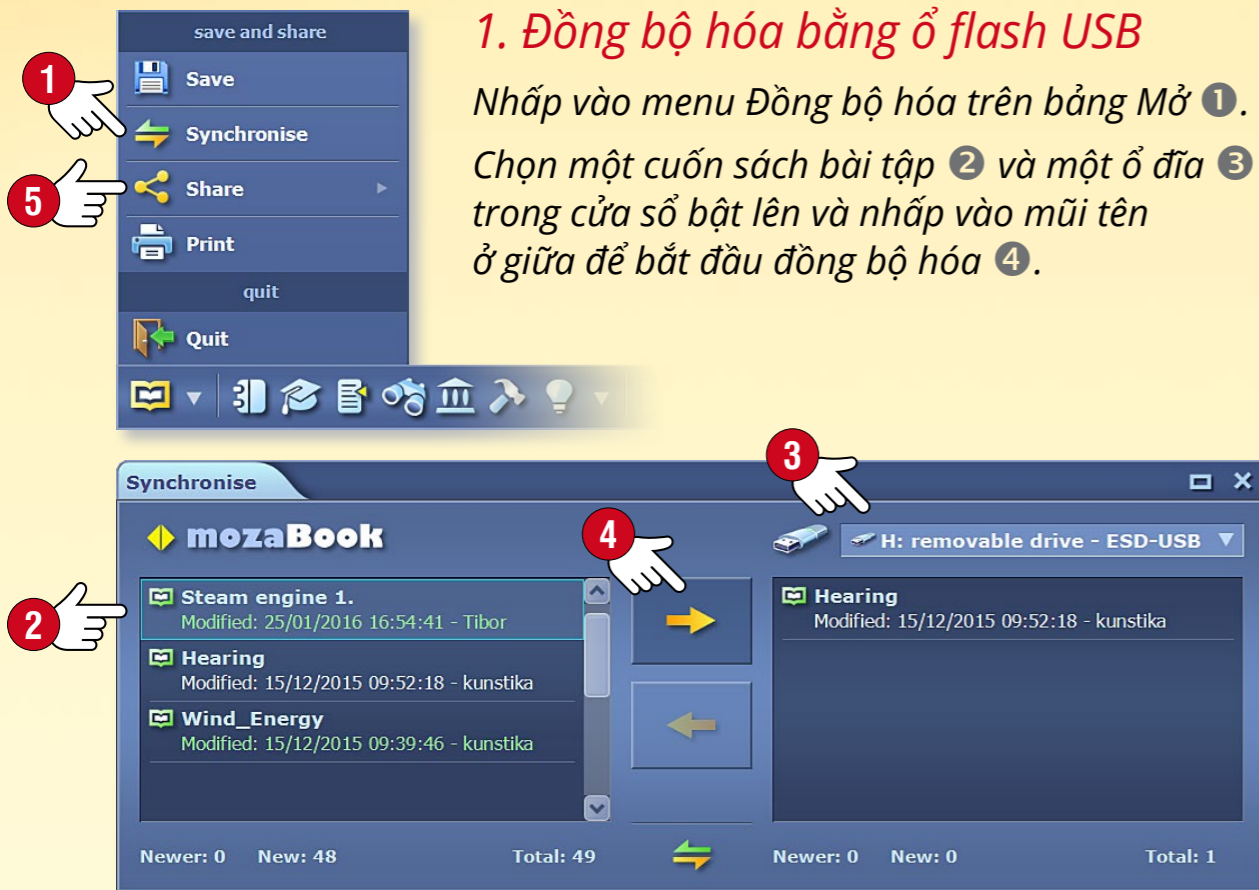 save and share
1
Save
Synchronise
5
Share
Print
quit
Quit
1. Đồng bộ hóa bằng ổ flash USB
Nhấp vào menu Đồng bộ hóa trên bảng Mở ❶.
Chọn một cuốn sách bài tập ❷ và một ổ đĩa ❸
trong cửa sổ bật lên và nhấp vào mũi tên
ở giữa để bắt đầu đồng bộ hóa ❹.
Synchronise
3
mozaBook
4
H: removable drive - ESD-USB
2
Steam engine 1.
Modified: 25/01/2016 16:54:41 - Tibor
Hearing
Modified: 15/12/2015 09:52:18 - kunstika
Wind_Energy
Modified: 15/12/2015 09:39:46 - kunstika
Hearing
Modified: 15/12/2015 09:52:18 - kunstika
Newer: 0 New: 48 Total: 49
Newer: 0 New: 0 Total: 1